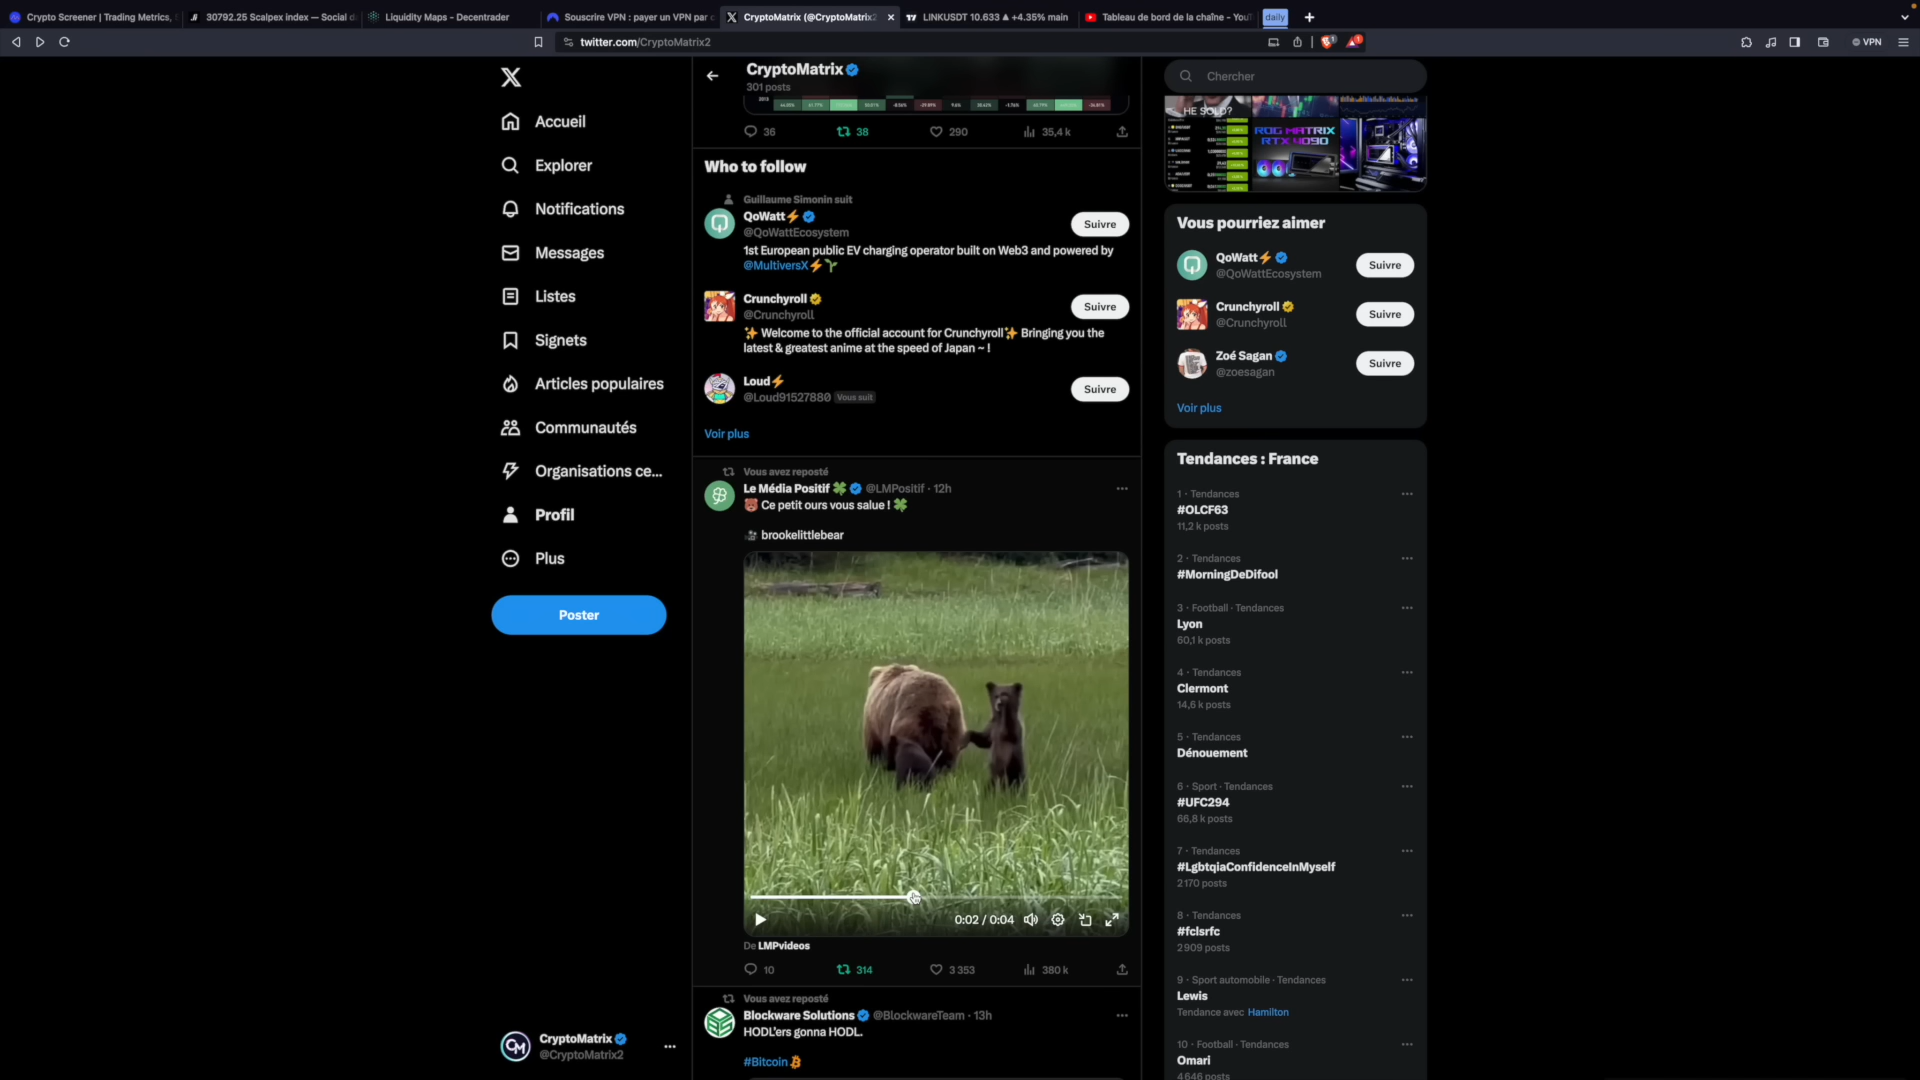 Crypto Screener | Trading Metrics,
30792.25 Scalpex index — Social d
Liquidity Maps - Decentrader
Souscrire VPN : payer un VPN par c
CryptoMatrix (@CryptoMatrix2
LINKUSDT 10.633 ▲ +4.35% main
Tableau de bord de la chaîne - YouT
daily
twitter.com/CryptoMatrix2
VPN
CryptoMatrix
301 posts
36
38
290
35,4 k
Accueil
Explorer
Notifications
Messages
Listes
Signets
Articles populaires
Communautés
Organisations ce...
Profil
Plus
Poster
CryptoMatrix
@CryptoMatrix2
Who to follow
Guillaume Simonin suit
QoWatt⚡
@QoWattEcosystem
Suivre
1st European public EV charging operator built on Web3 and powered by
@MultiversX⚡🌱
Crunchyroll
@Crunchyroll
Suivre
✨ Welcome to the official account for Crunchyroll✨ Bringing you the
latest & greatest anime at the speed of Japan ~ !
Loud⚡
@Loud91527880 Vous suit
Suivre
Voir plus
Vous avez reposté
Le Média Positif 🍀 @LMPositif · 12h
🐻 Ce petit ours vous salue ! 🍀
🎥 brookelittlebear
0:02 / 0:04
De LMPvideos
10
314
3 353
380 k
Vous avez reposté
Blockware Solutions @BlockwareTeam · 13h
HODL'ers gonna HODL.
#Bitcoin
Chercher
HE SOLD?
ROG MATRIX
RTX 4090
Vous pourriez aimer
QoWatt⚡
@QoWattEcosystem
Suivre
Crunchyroll
@Crunchyroll
Suivre
Zoé Sagan
@zoesagan
Suivre
Voir plus
Tendances : France
1 · Tendances
#OLCF63
11,2 k posts
2 · Tendances
#MorningDeDifool
3 · Football · Tendances
Lyon
60,1 k posts
4 · Tendances
Clermont
14,6 k posts
5 · Tendances
Dénouement
6 · Sport · Tendances
#UFC294
66,8 k posts
7 · Tendances
#LgbtqiaConfidenceInMyself
2 170 posts
8 · Tendances
#fclsrfc
2 909 posts
9 · Sport automobile · Tendances
Lewis
Tendance avec Hamilton
10 · Football · Tendances
Omari
4 646 posts